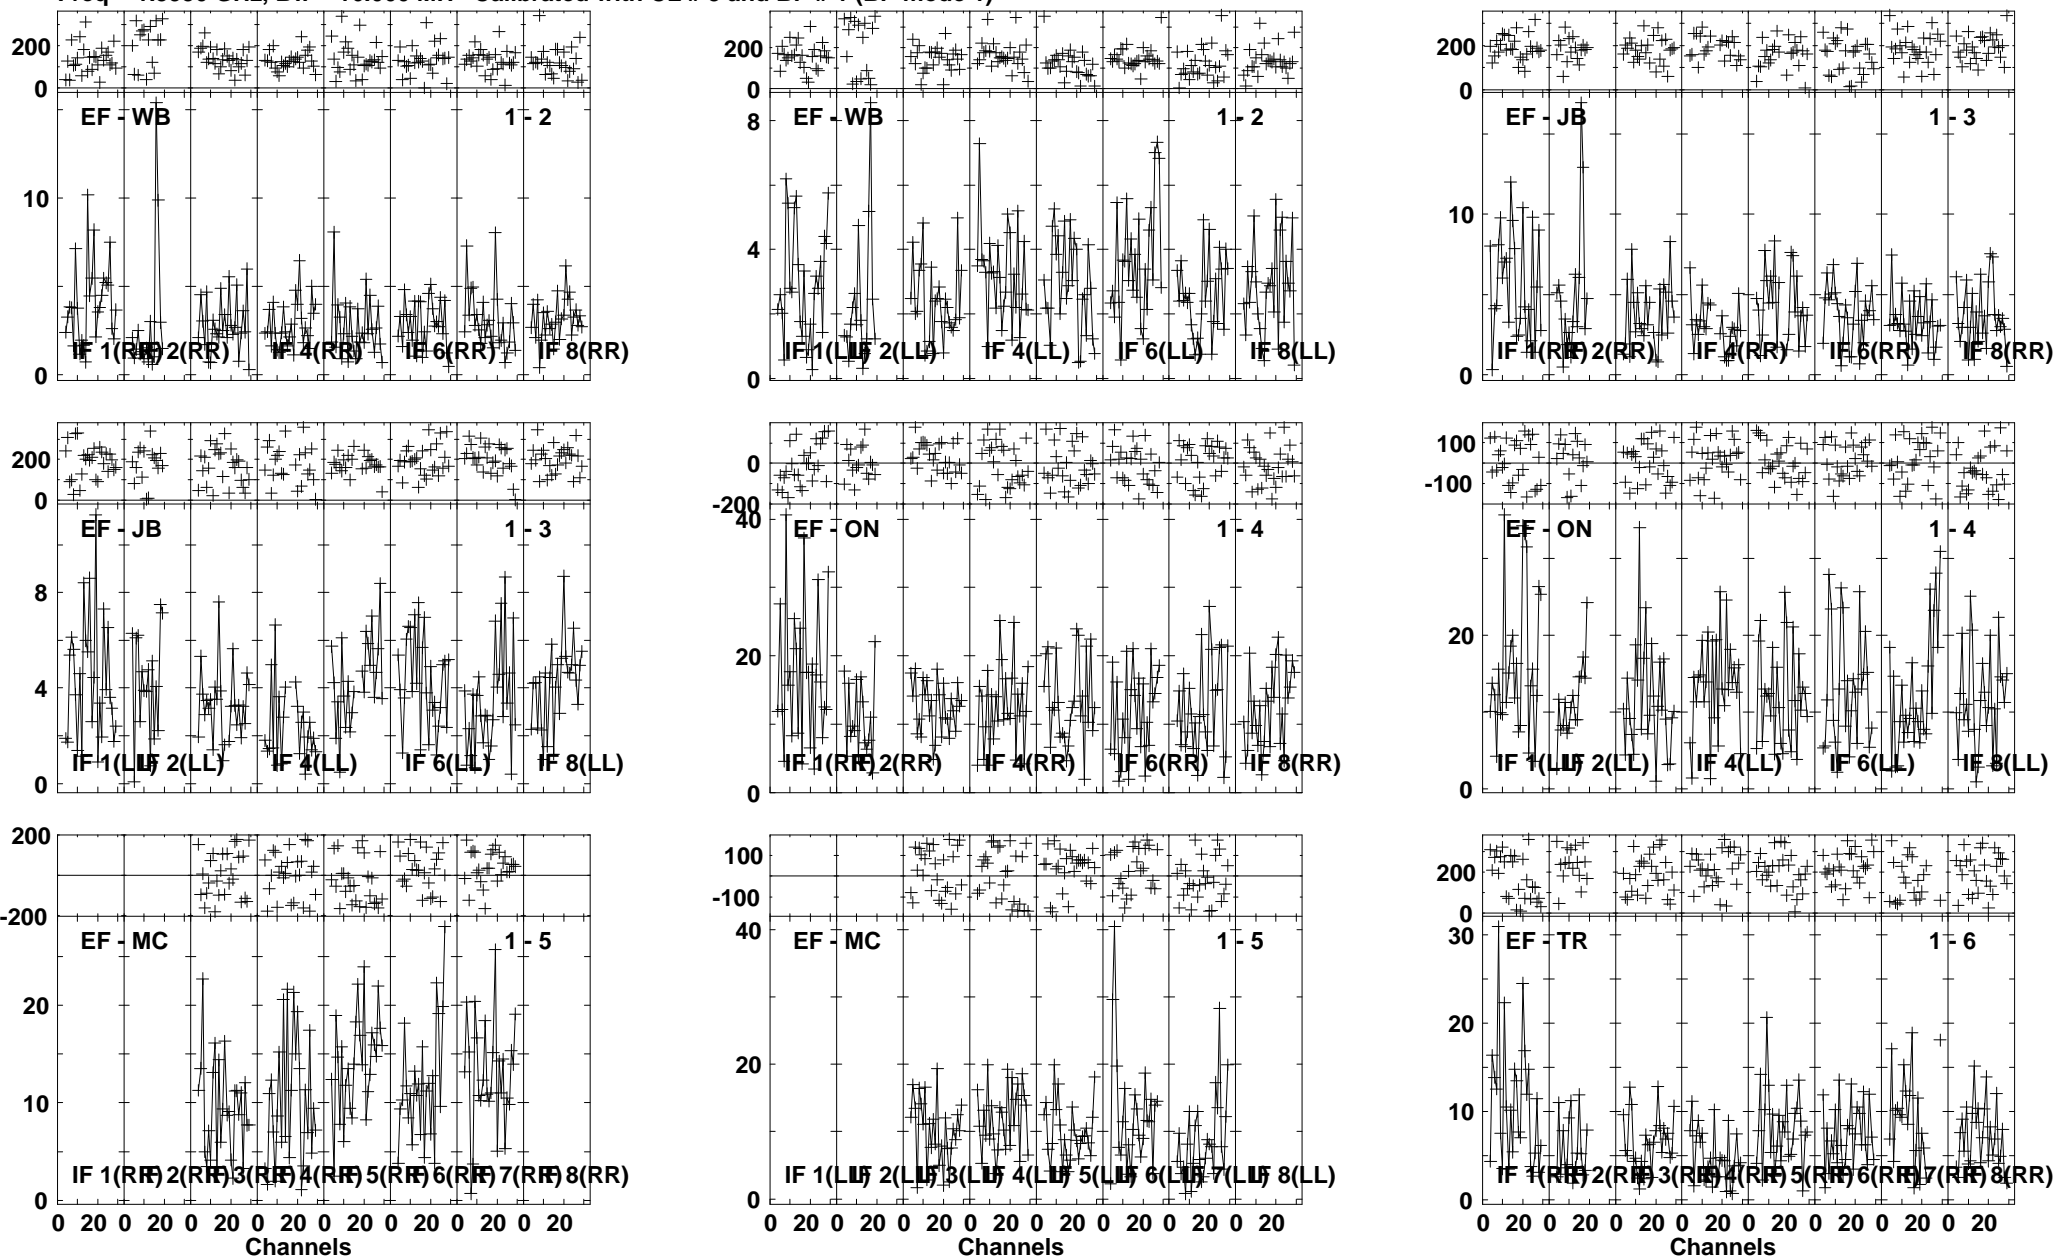 200
0
EF - WB 1 - 2
10
0
IF 1(RR) IF 2(RR) IF 4(RR) IF 6(RR) IF 8(RR)
200
0
EF - WB 1 - 2
8
4
0
IF 1(LL) IF 2(LL) IF 4(LL) IF 6(LL) IF 8(LL)
200
0
EF - JB 1 - 3
10
0
IF 1(RR) IF 2(RR) IF 4(RR) IF 6(RR) IF 8(RR)
200
0
EF - JB 1 - 3
8
4
0
IF 1(LL) IF 2(LL) IF 4(LL) IF 6(LL) IF 8(LL)
100
0
-200
40
EF - ON 1 - 4
20
0
IF 1(RR) IF 2(RR) IF 4(RR) IF 6(RR) IF 8(RR)
100
-100
EF - ON 1 - 4
20
0
IF 1(LL) IF 2(LL) IF 4(LL) IF 6(LL) IF 8(LL)
200
-200
EF - MC 1 - 5
20
10
0
IF 1(RR) IF 2(RR) IF 3(RR) IF 4(RR) IF 5(RR) IF 6(RR) IF 7(RR) IF 8(RR)
0 20 0 20 0 20 0 20 0 20 0 20 0 20 0 20
Channels
100
-100
40
EF - MC 1 - 5
20
0
IF 1(LL) IF 2(LL) IF 3(LL) IF 4(LL) IF 5(LL) IF 6(LL) IF 7(LL) IF 8(LL)
0 20 0 20 0 20 0 20 0 20 0 20 0 20 0 20
Channels
200
0
30
EF - TR 1 - 6
20
10
0
IF 1(RR) IF 2(RR) IF 3(RR) IF 4(RR) IF 5(RR) IF 6(RR) IF 7(RR) IF 8(RR)
0 20 0 20 0 20 0 20 0 20 0 20 0 20 0 20
Channels